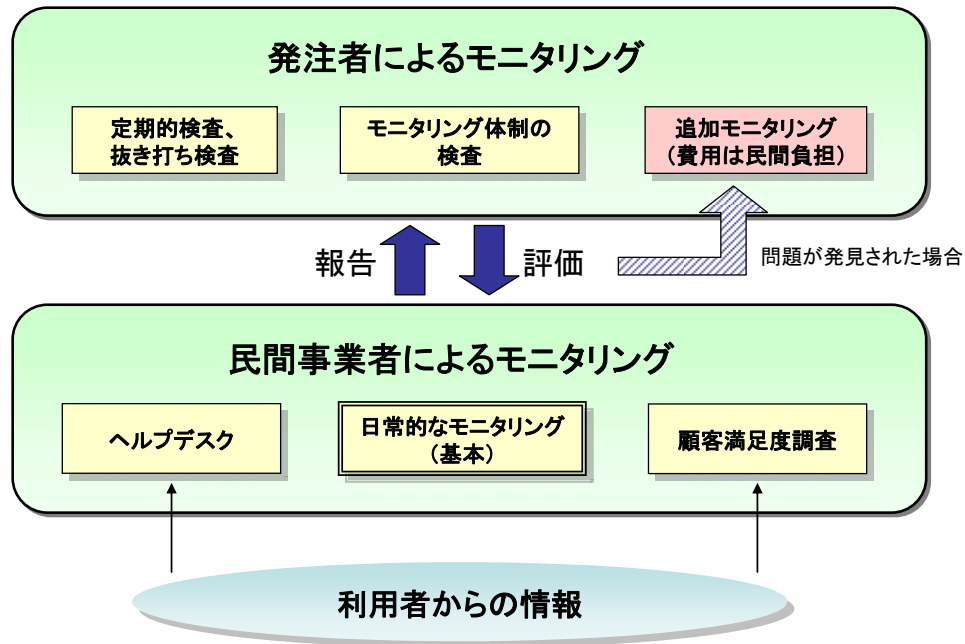 発注者によるモニタリング
定期的検査、
抜き打ち検査
モニタリング体制の
検査
追加モニタリング
(費用は民間負担)
報告
評価
問題が発見された場合
民間事業者によるモニタリング
ヘルプデスク
日常的なモニタリング
(基本)
顧客満足度調査
利用者からの情報